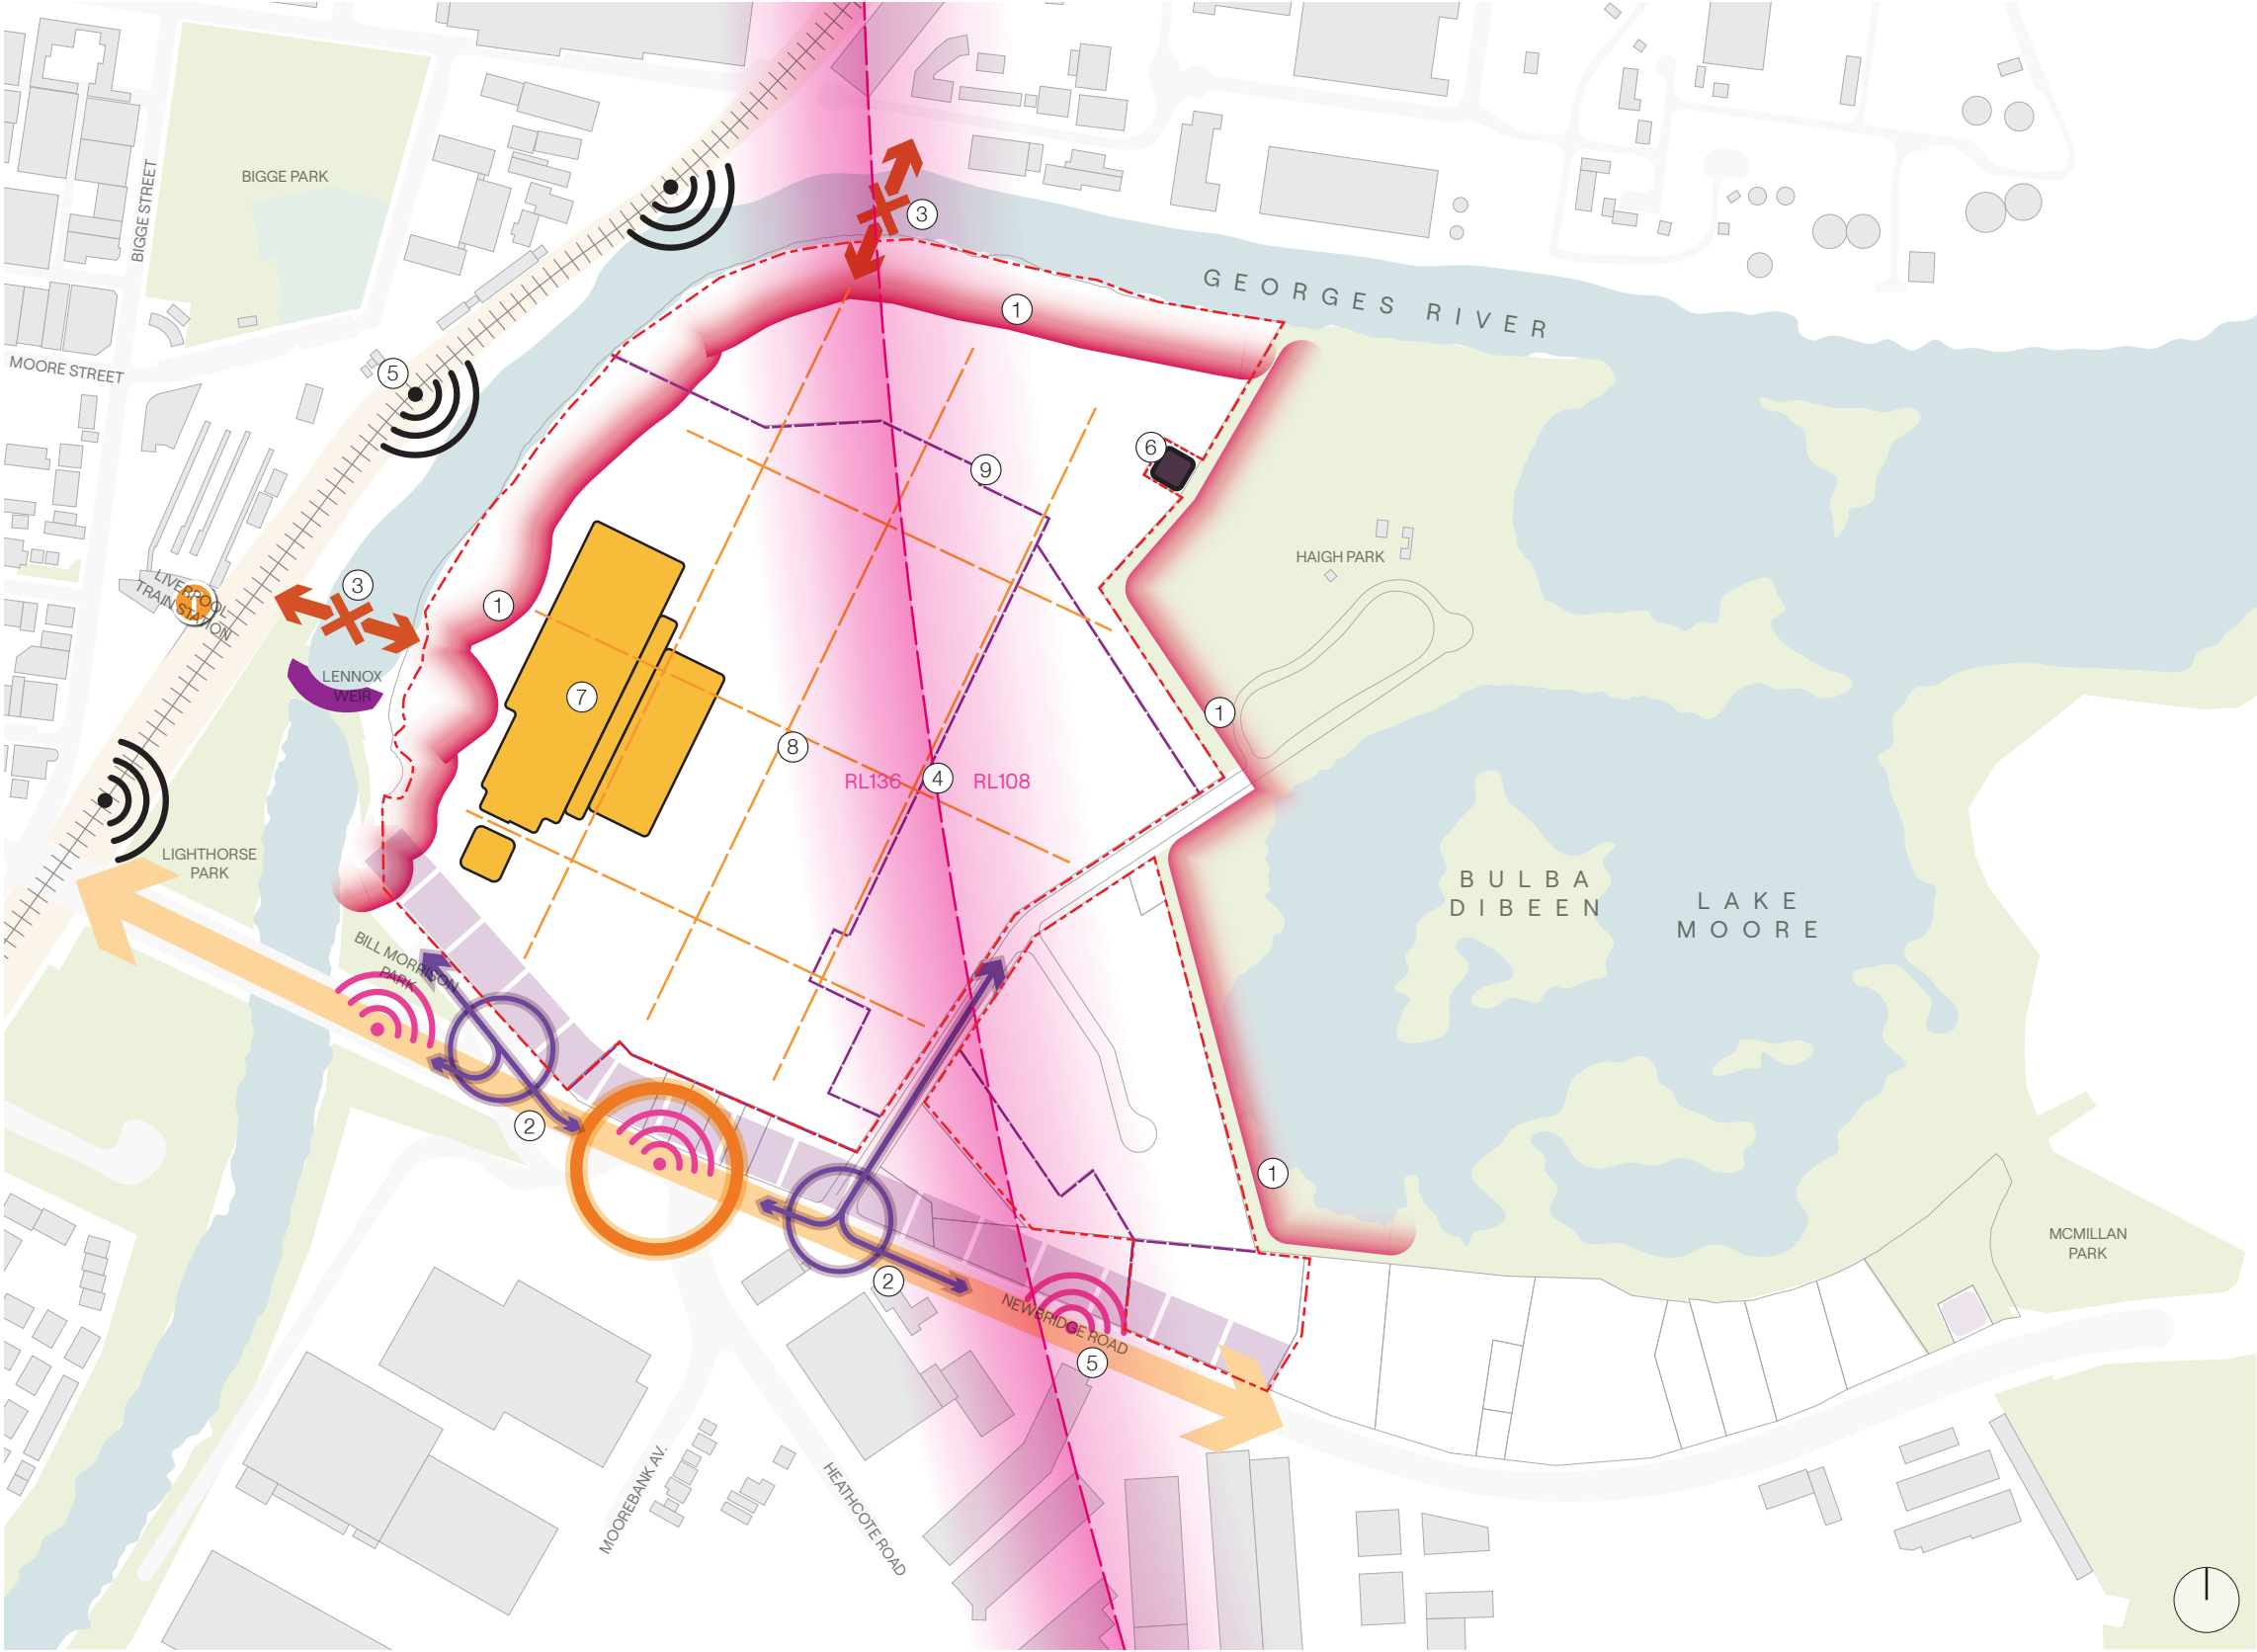 BIGGE PARK
BIGGE STREET
3
GEORGES RIVER
1
MOORE STREET
5
6
9
HAIGH PARK
LIVERPOOL
TRAIN STATION
T
3
1
LENNOX
WEIR
7
1
8
RL136
4
RL108
LIGHTHORSE
PARK
BULBA
DIBEEN
LAKE
MOORE
BILL MORRISON
PARK
2
1
MCMILLAN
PARK
2
NEWBRIDGE ROAD
5
MOOREBANK AV.
HEATHCOTE ROAD